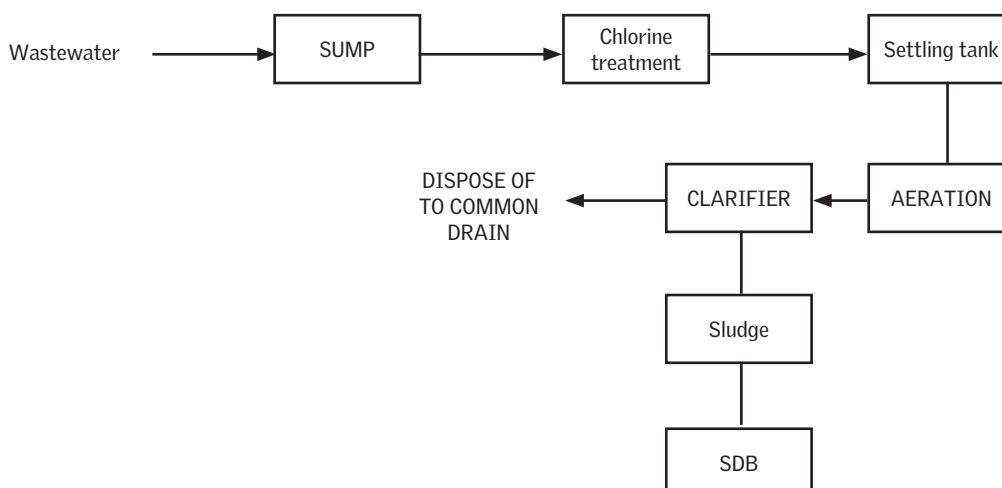 Wastewater
SUMP
Chlorine
treatment
Settling tank
DISPOSE OF
TO COMMON
DRAIN
CLARIFIER
AERATION
Sludge
SDB